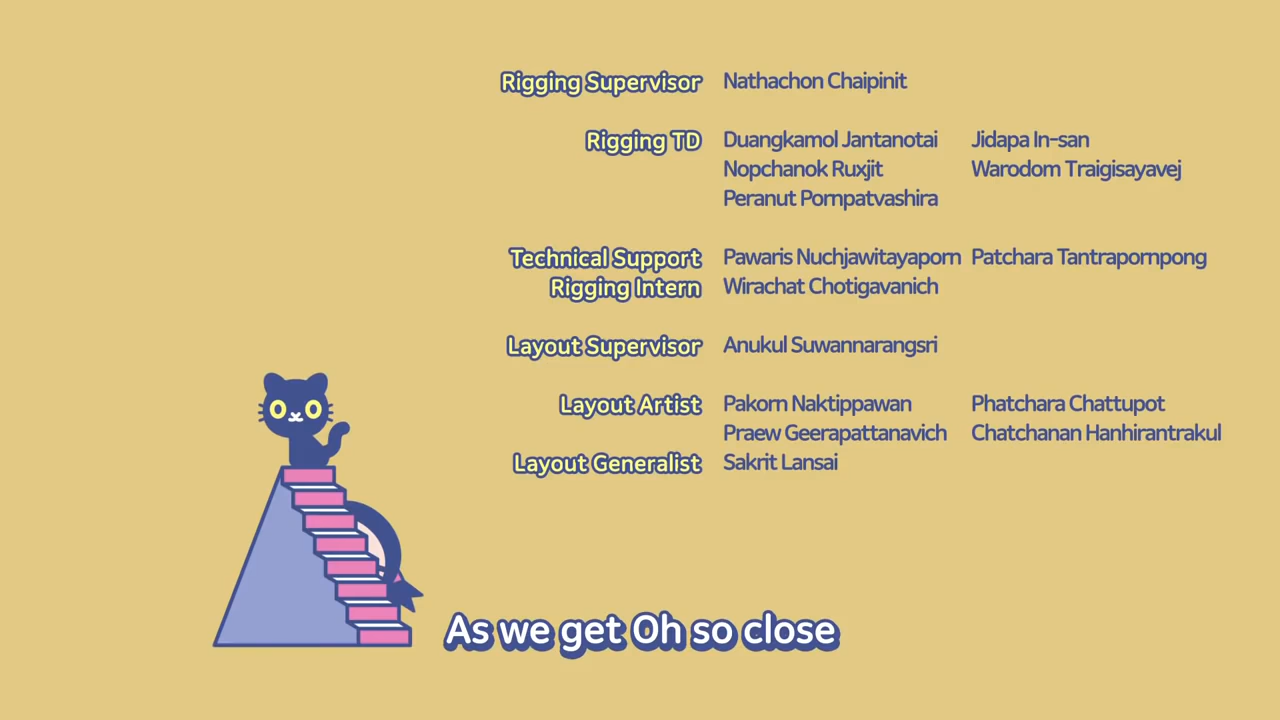 Rigging Supervisor Nathachon Chaipinit
Rigging TD Duangkamol Jantanotai Jidapa In-san
Nopchanok Ruxjit Warodom Traigisayavej
Peranut Pornpatvashira
Technical Support Pawaris Nuchjawitayaporn Patchara Tantrapornpong
Rigging Intern Wirachat Chotigavanich
Layout Supervisor Anukul Suwannarangsri
Layout Artist Pakorn Naktippawan Phatchara Chattupot
Praew Geerapattanavich Chatchanan Hanhirantrakul
Layout Generalist Sakrit Lansai
As we get Oh so close